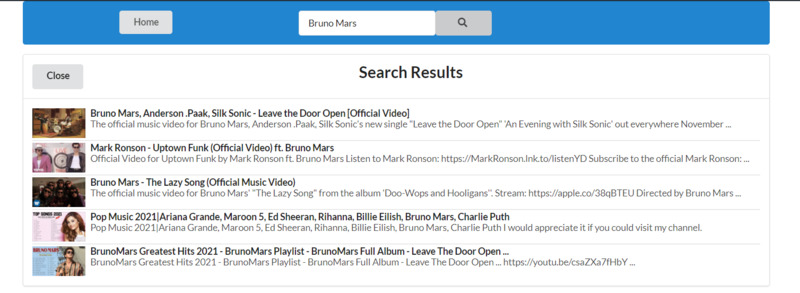 Home
Bruno Mars
Close
Search Results
Bruno Mars, Anderson .Paak, Silk Sonic - Leave the Door Open [Official Video]
The official music video for Bruno Mars, Anderson .Paak, Silk Sonic's new single "Leave the Door Open" 'An Evening with Silk Sonic' out everywhere November ...
Mark Ronson - Uptown Funk (Official Video) ft. Bruno Mars
Official Video for Uptown Funk by Mark Ronson ft. Bruno Mars Listen to Mark Ronson: https://MarkRonson.lnk.to/listenYD Subscribe to the official Mark Ronson: ...
Bruno Mars - The Lazy Song (Official Music Video)
The official music video for Bruno Mars' "The Lazy Song" from the album 'Doo-Wops and Hooligans''. Stream: https://apple.co/38qBTEU Directed by Bruno Mars ...
TOP SONGS 2021
Pop Music 2021|Ariana Grande, Maroon 5, Ed Sheeran, Rihanna, Billie Eilish, Bruno Mars, Charlie Puth
Pop Music 2021|Ariana Grande, Maroon 5, Ed Sheeran, Rihanna, Billie Eilish, Bruno Mars, Charlie Puth I would appreciate it if you could visit my channel.
BRUNO MARS
BrunoMars Greatest Hits 2021 - BrunoMars Playlist - BrunoMars Full Album - Leave The Door Open ...
BrunoMars Greatest Hits 2021 - BrunoMars Playlist - BrunoMars Full Album - Leave The Door Open ... https://youtu.be/csaZXa7fHbY ...